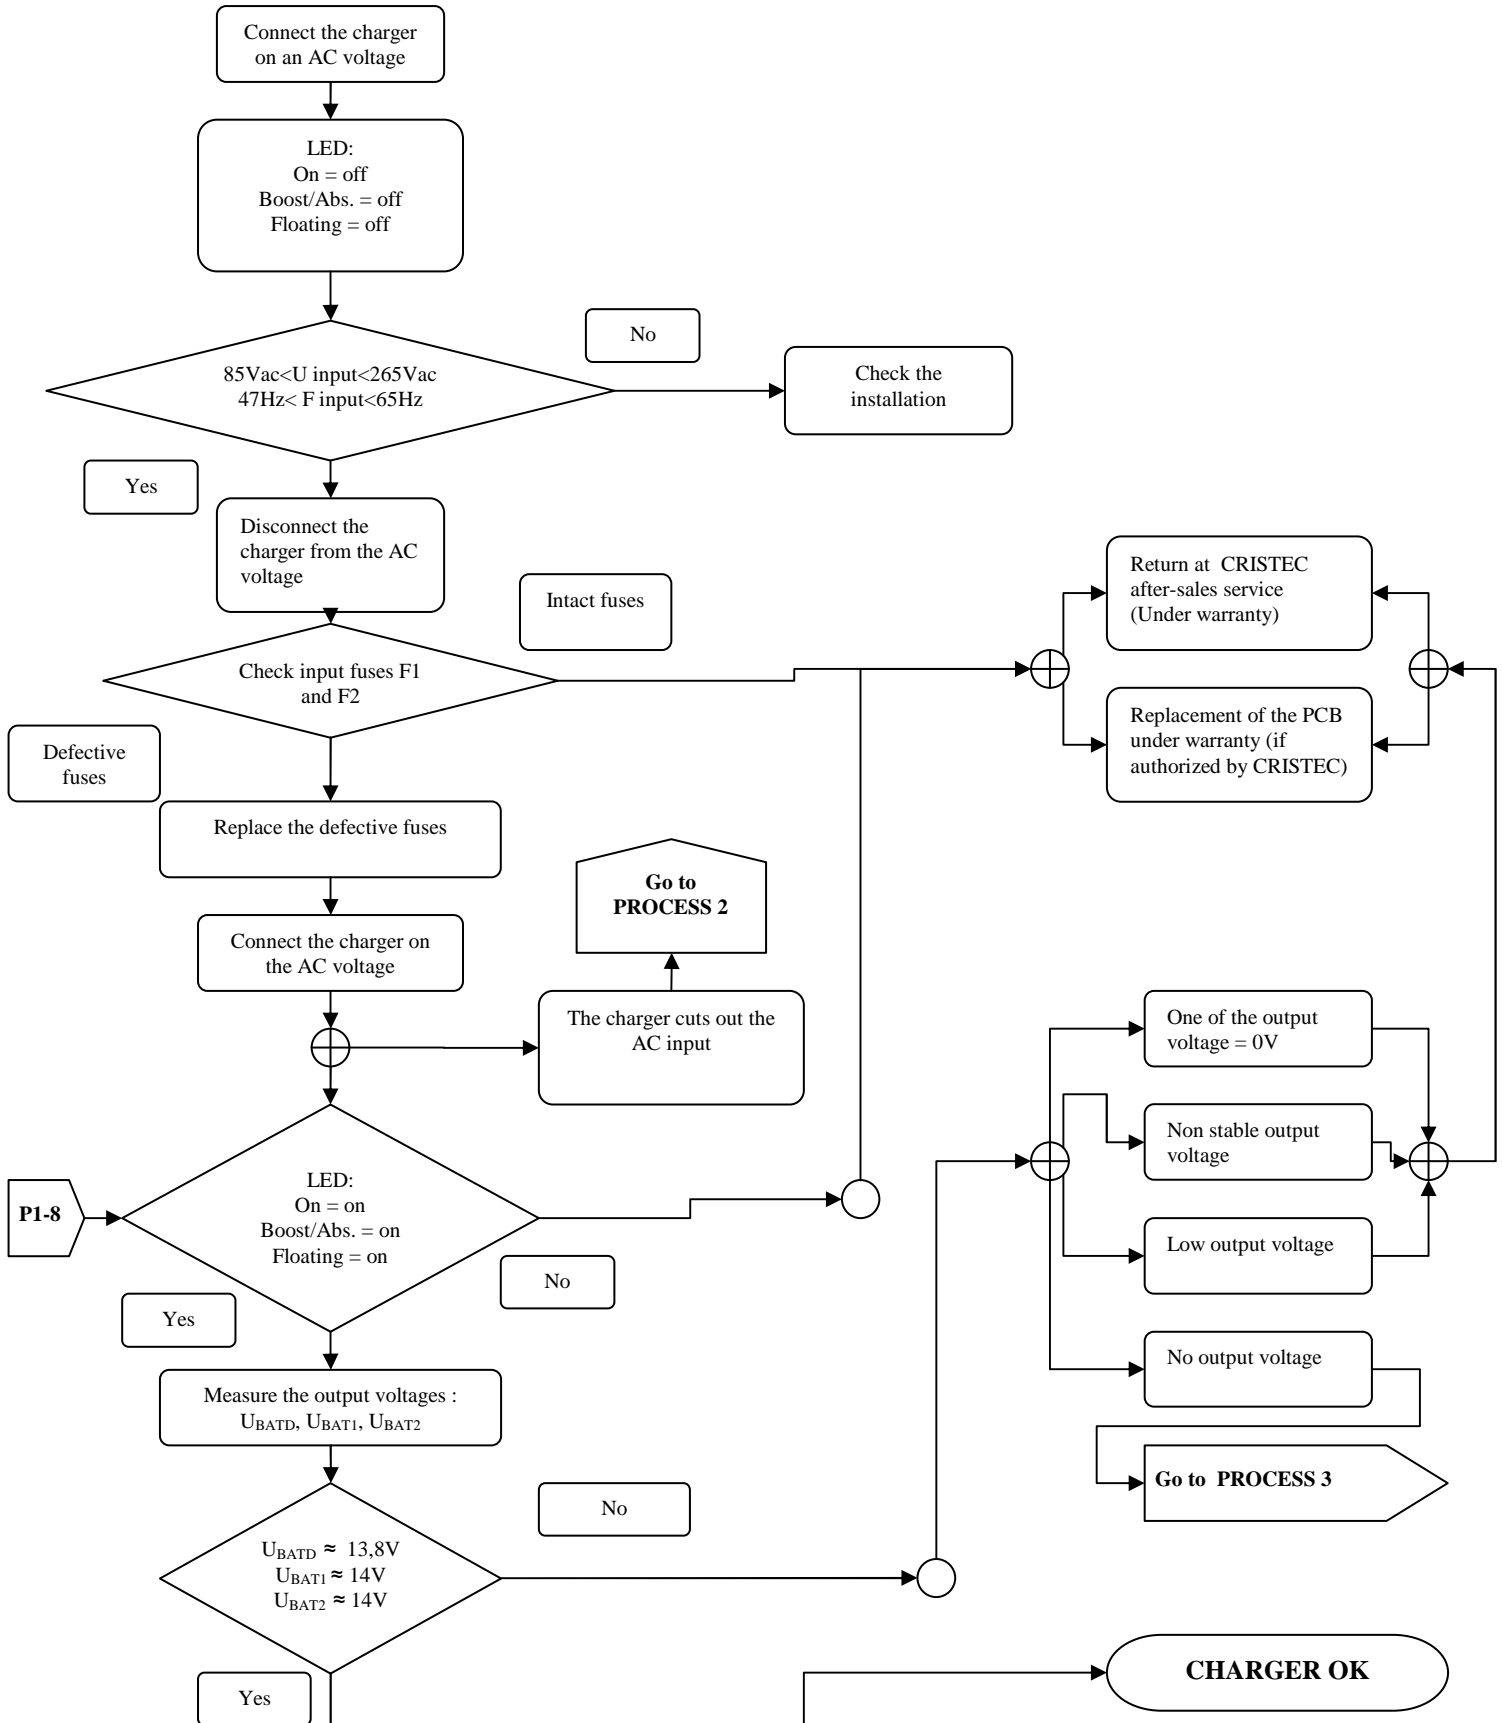 Connect the charger
on an AC voltage
LED:
On = off
Boost/Abs. = off
Floating = off
No
85Vac<U input<265Vac
47Hz< F input<65Hz
Check the
installation
Yes
Disconnect the
charger from the AC
voltage
Intact fuses
Return at  CRISTEC
after-sales service
(Under warranty)
Check input fuses F1
and F2
Replacement of the PCB
under warranty (if
authorized by CRISTEC)
Defective
fuses
Replace the defective fuses
Go to
PROCESS 2
Connect the charger on
the AC voltage
The charger cuts out the
AC input
One of the output
voltage = 0V
Non stable output
voltage
P1-8
LED:
On = on
Boost/Abs. = on
Floating = on
Low output voltage
No
Yes
No output voltage
Measure the output voltages :
UBATD, UBAT1, UBAT2
Go to  PROCESS 3
No
UBATD ≈ 13,8V
UBAT1 ≈ 14V
UBAT2 ≈ 14V
CHARGER OK
Yes